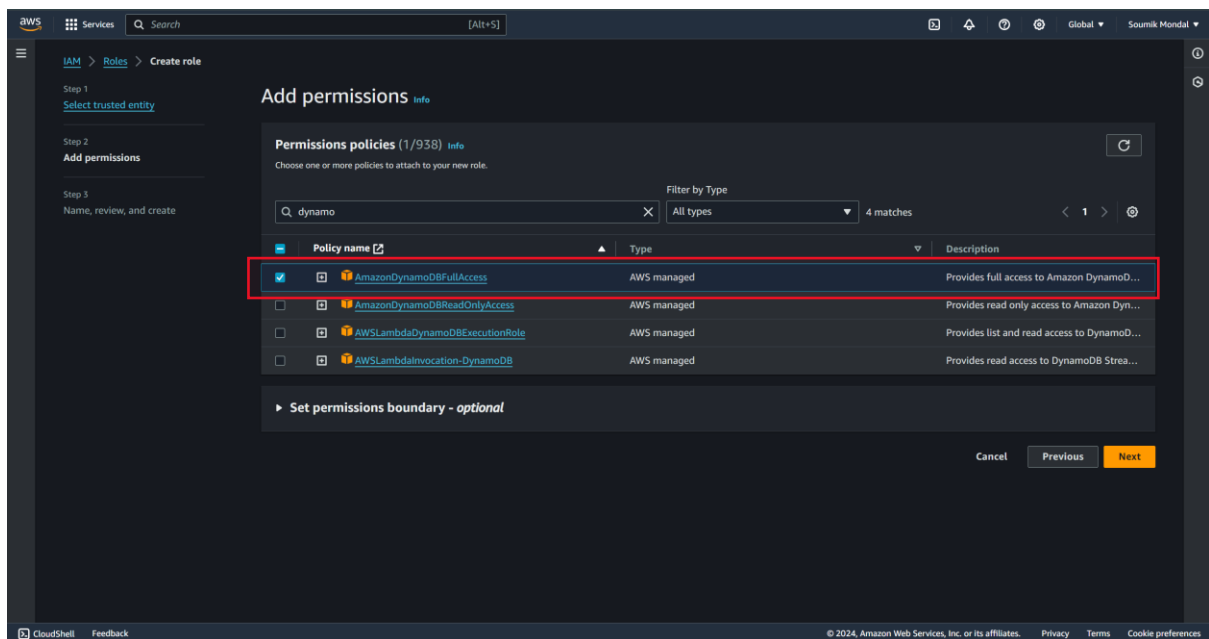 aws Services Search [Alt+S] Global Soumik Mondal
IAM > Roles > Create role
Step 1
Select trusted entity
Step 2
Add permissions
Step 3
Name, review, and create
Add permissions Info
Permissions policies (1/938) Info
Choose one or more policies to attach to your new role.
Filter by Type
dynamo All types 4 matches < 1 >
Policy name Type Description
AmazonDynamoDBFullAccess AWS managed Provides full access to Amazon DynamoD...
AmazonDynamoDBReadOnlyAccess AWS managed Provides read only access to Amazon Dyn...
AWSLambdaDynamoDBExecutionRole AWS managed Provides list and read access to DynamoD...
AWSLambdaInvocation-DynamoDB AWS managed Provides read access to DynamoDB Strea...
Set permissions boundary - optional
Cancel Previous Next
CloudShell Feedback © 2024, Amazon Web Services, Inc. or its affiliates. Privacy Terms Cookie preferences